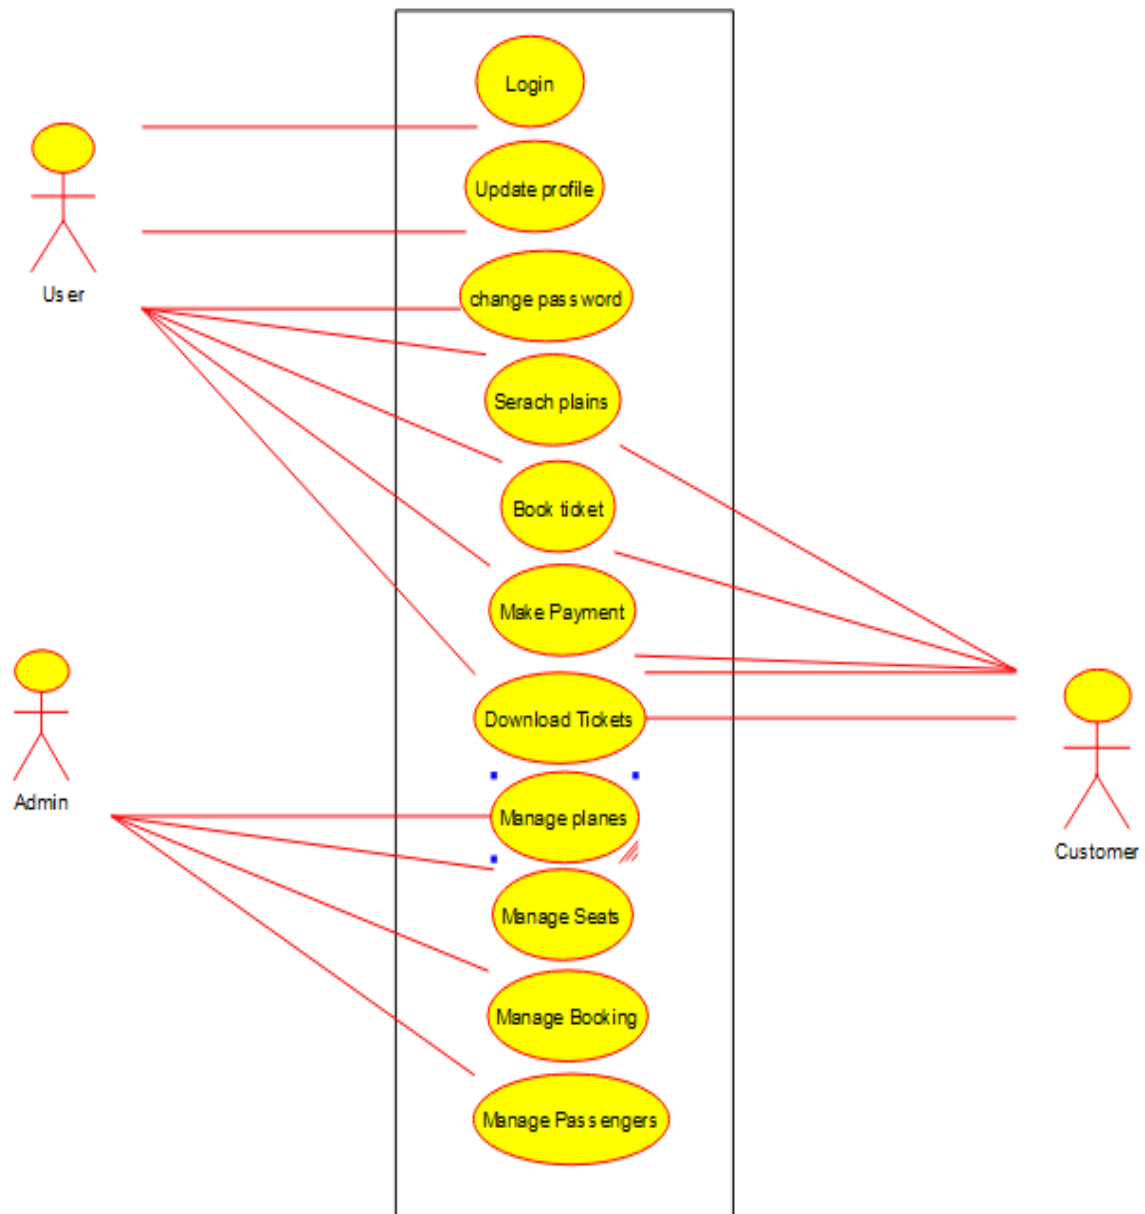 Login
Update profile
User
change password
Serach plains
Book ticket
Make Payment
Download Tickets
Admin
Manage planes
Customer
Manage Seats
Manage Booking
Manage Passengers